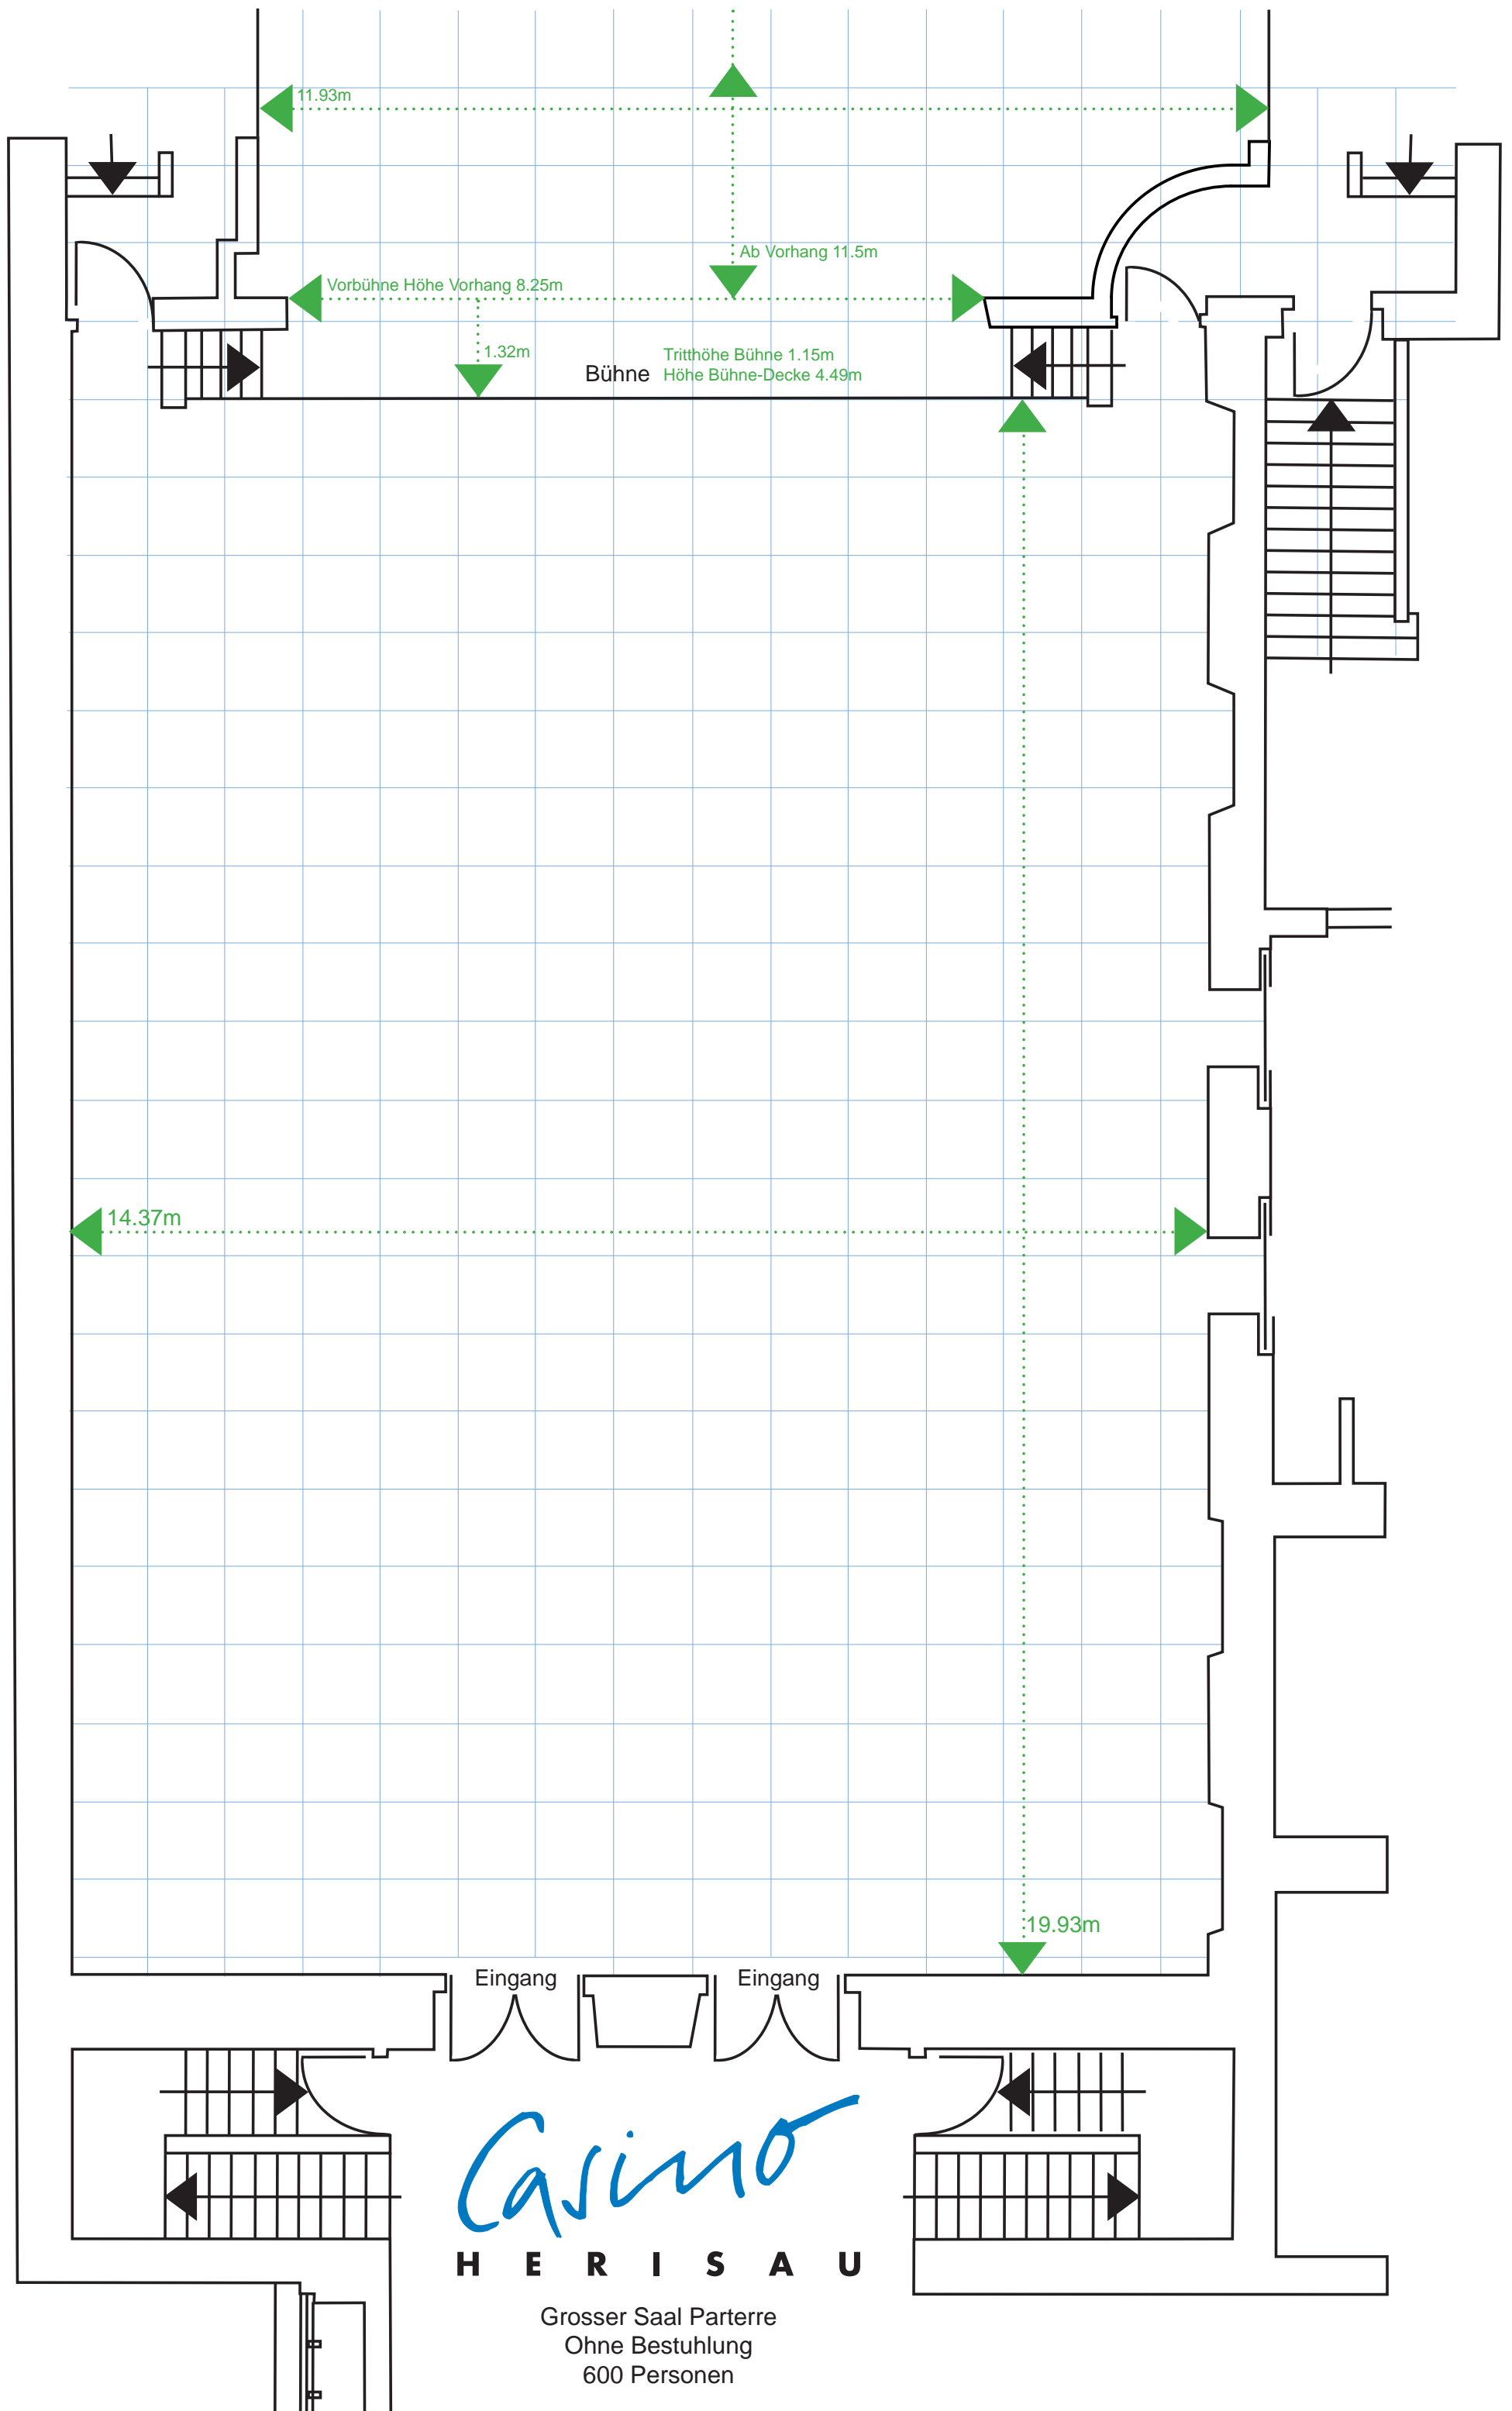 11.93m
Ab Vorhang 11.5m
Vorbühne Höhe Vorhang 8.25m
1.32m
Bühne
Tritthöhe Bühne 1.15m
Höhe Bühne-Decke 4.49m
14.37m
19.93m
Eingang
Eingang
Casino
HERISAU
Grosser Saal Parterre
Ohne Bestuhlung
600 Personen